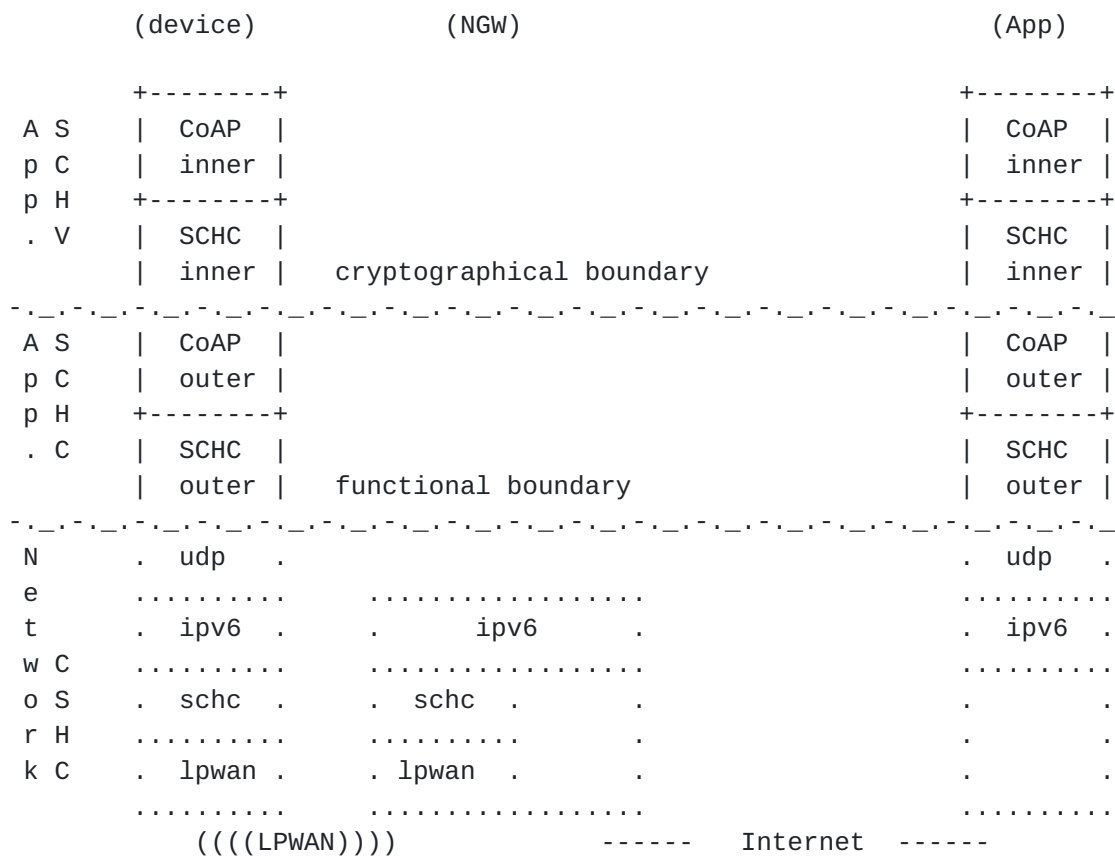 (device) (NGW) (App)
+--------+ +--------+
A S | CoAP | | CoAP |
p C | inner | | inner |
p H +--------+ +--------+
. V | SCHC | | SCHC |
| inner | cryptographical boundary | inner |
-._.-._.-._.-._.-._.-._.-._.-._.-._.-._.-._.-._.-._.-._.-._.-._.-._.-._
A S | CoAP | | CoAP |
p C | outer | | outer |
p H +--------+ +--------+
. C | SCHC | | SCHC |
| outer | functional boundary | outer |
-._.-._.-._.-._.-._.-._.-._.-._.-._.-._.-._.-._.-._.-._.-._.-._.-._.-._
N . udp . . udp .
e .......... .................. ..........
t . ipv6 . . ipv6 . . ipv6 .
w C .......... .................. ..........
o S . schc . . schc . . . .
r H .......... .......... . . .
k C . lpwan . . lpwan . . . .
.......... .................. ..........
((((LPWAN)))) ------ Internet ------